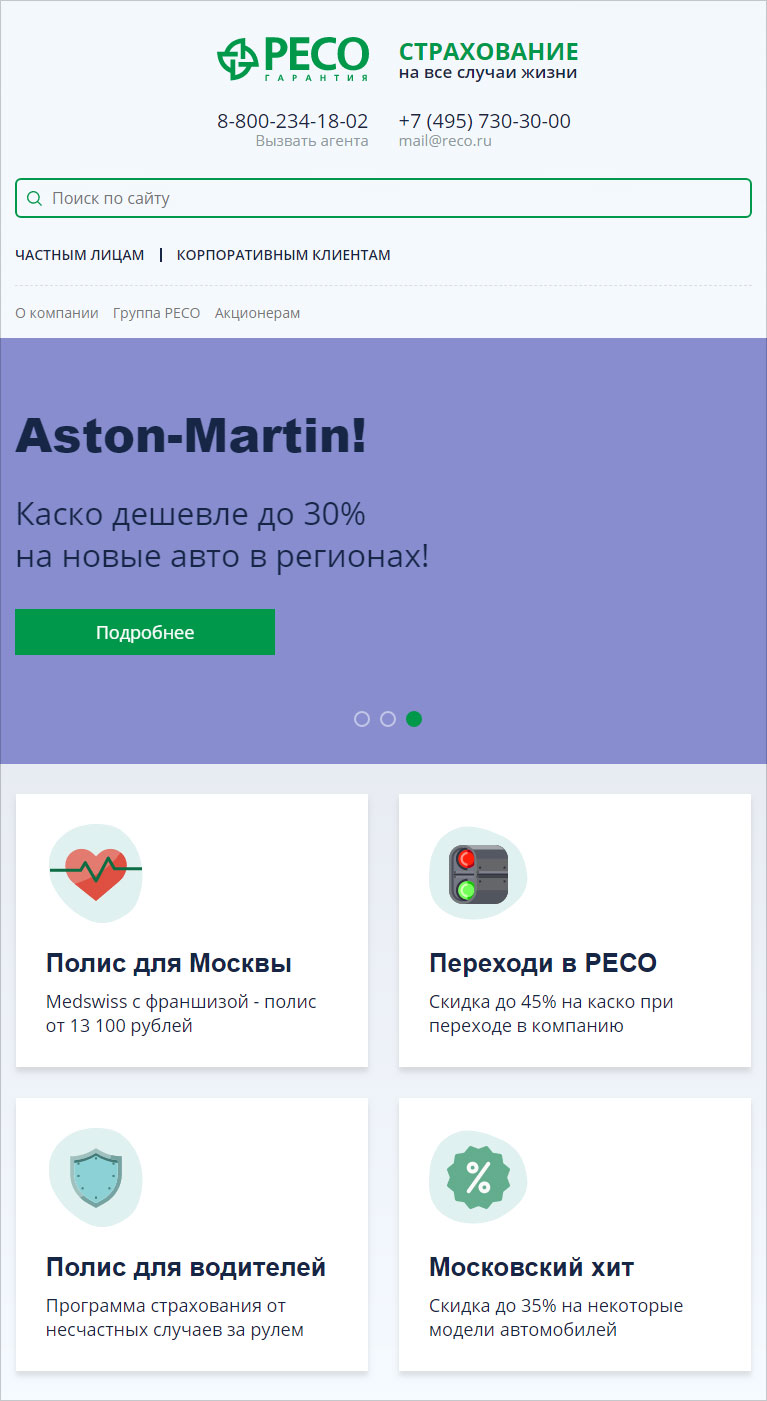 РЕСО
ГАРАНТИЯ
СТРАХОВАНИЕ
на все случаи жизни
8-800-234-18-02
Вызвать агента
+7 (495) 730-30-00
mail@reco.ru
Поиск по сайту
ЧАСТНЫМ ЛИЦАМ | КОРПОРАТИВНЫМ КЛИЕНТАМ
О компании Группа РЕСО Акционерам
Aston-Martin!
Каско дешевле до 30%
на новые авто в регионах!
Подробнее
Полис для Москвы
Medswiss с франшизой - полис
от 13 100 рублей
Переходи в РЕСО
Скидка до 45% на каско при
переходе в компанию
Полис для водителей
Программа страхования от
несчастных случаев за рулем
%
Московский хит
Скидка до 35% на некоторые
модели автомобилей